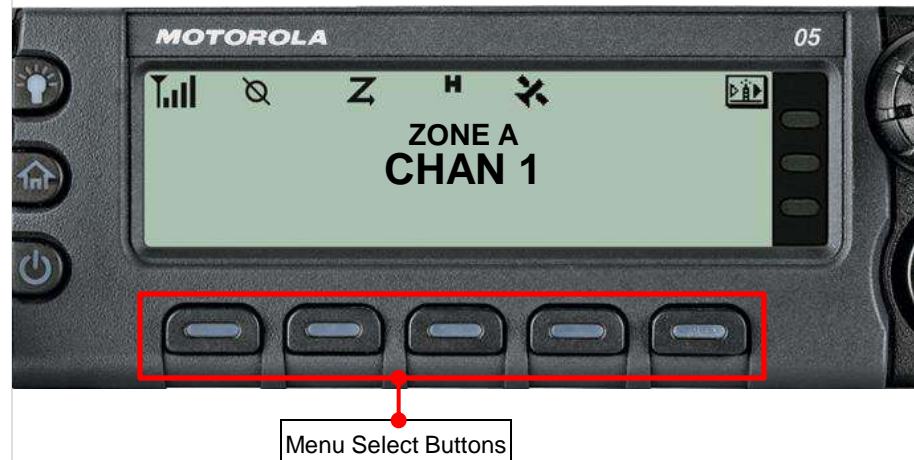 MOTOROLA 05
H
ZONE A
CHAN 1
Menu Select Buttons